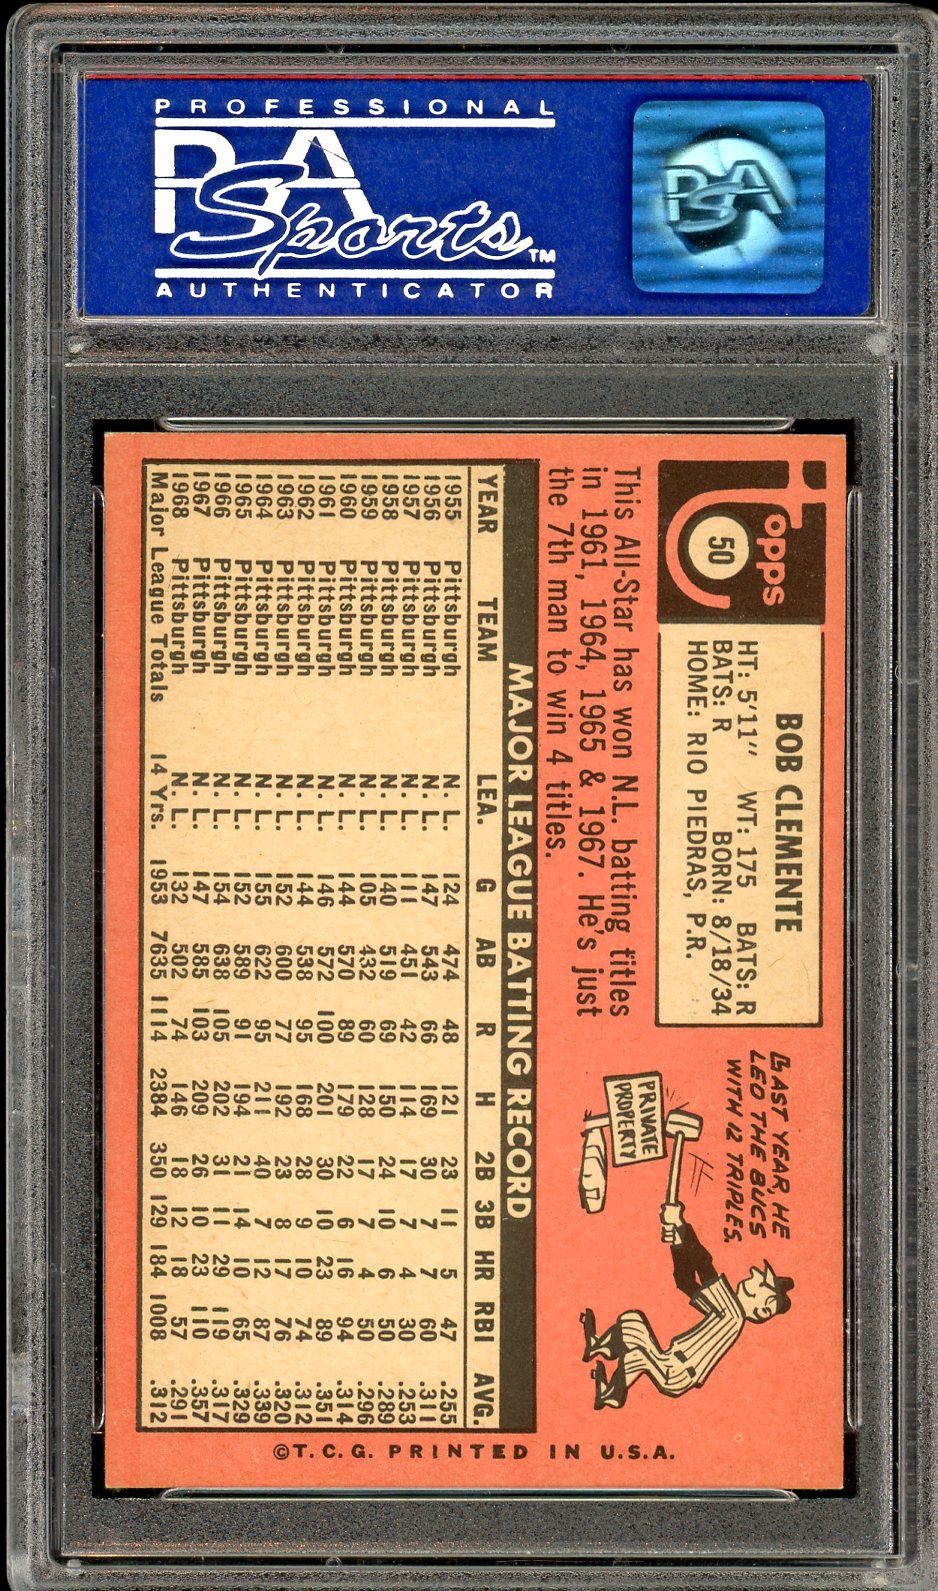 PROFESSIONAL
PSA
Sports™
AUTHENTICATOR
PSA
Topps
50
BOB CLEMENTE
HT: 5'11" WT: 175 BATS: R
BATS: R BORN: 8/18/34
HOME: RIO PIEDRAS, P.R.
This All-Star has won N.L. batting titles
in 1961, 1964, 1965 & 1967. He's just
the 7th man to win 4 titles.
LAST YEAR, HE
LED THE BUCS
WITH 12 TRIPLES.
PRIVATE
PROPERTY
MAJOR LEAGUE BATTING RECORD
YEAR TEAM LEA. G AB R H 2B 3B HR RBI AVG.
1955 Pittsburgh N. L. 124 474 48 121 23 11 5 47 .255
1956 Pittsburgh N. L. 147 543 66 169 30 7 7 60 .311
1957 Pittsburgh N. L. 111 451 42 114 17 7 4 30 .253
1958 Pittsburgh N. L. 140 519 69 150 24 10 6 50 .289
1959 Pittsburgh N. L. 105 432 60 128 17 7 4 50 .296
1960 Pittsburgh N. L. 144 570 89 179 22 6 16 94 .314
1961 Pittsburgh N. L. 146 572 100 201 30 10 23 89 .351
1962 Pittsburgh N. L. 144 538 95 168 28 9 10 74 .312
1963 Pittsburgh N. L. 152 600 77 192 23 8 17 76 .320
1964 Pittsburgh N. L. 155 622 95 211 40 7 12 87 .339
1965 Pittsburgh N. L. 152 589 91 194 21 14 10 65 .329
1966 Pittsburgh N. L. 154 638 105 202 31 11 29 119 .317
1967 Pittsburgh N. L. 147 585 103 209 26 10 23 110 .357
1968 Pittsburgh N. L. 132 502 74 146 18 12 18 57 .291
Major League Totals 14 Yrs. 1953 7635 1114 2384 350 129 184 1008 .312
©T.C.G. PRINTED IN U.S.A.